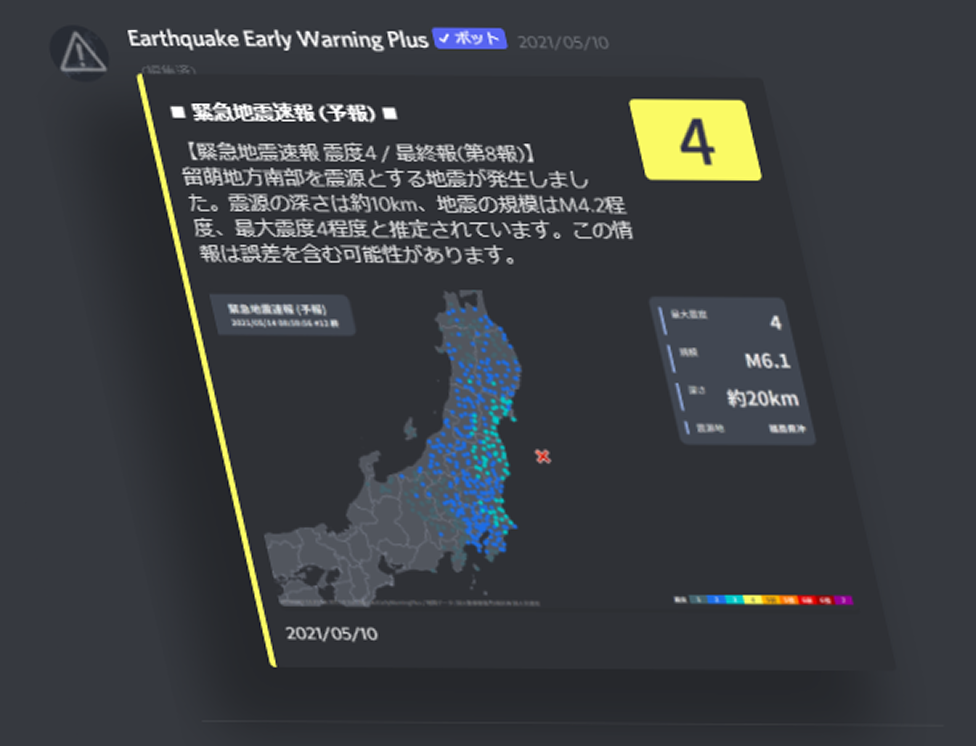 Earthquake Early Warning Plus ✓ボット 2021/05/10
(編集済)
■ 緊急地震速報 (予報) ■
4
【緊急地震速報 震度4 / 最終報(第8報)】
留萌地方南部を震源とする地震が発生しまし
た。震源の深さは約10km、地震の規模はM4.2程
度、最大震度4程度と推定されています。この情
報は誤差を含む可能性があります。
緊急地震速報 (予報)
最大震度
4
規模
M6.1
深さ
約20km
震源地
福島県沖
2021/05/10